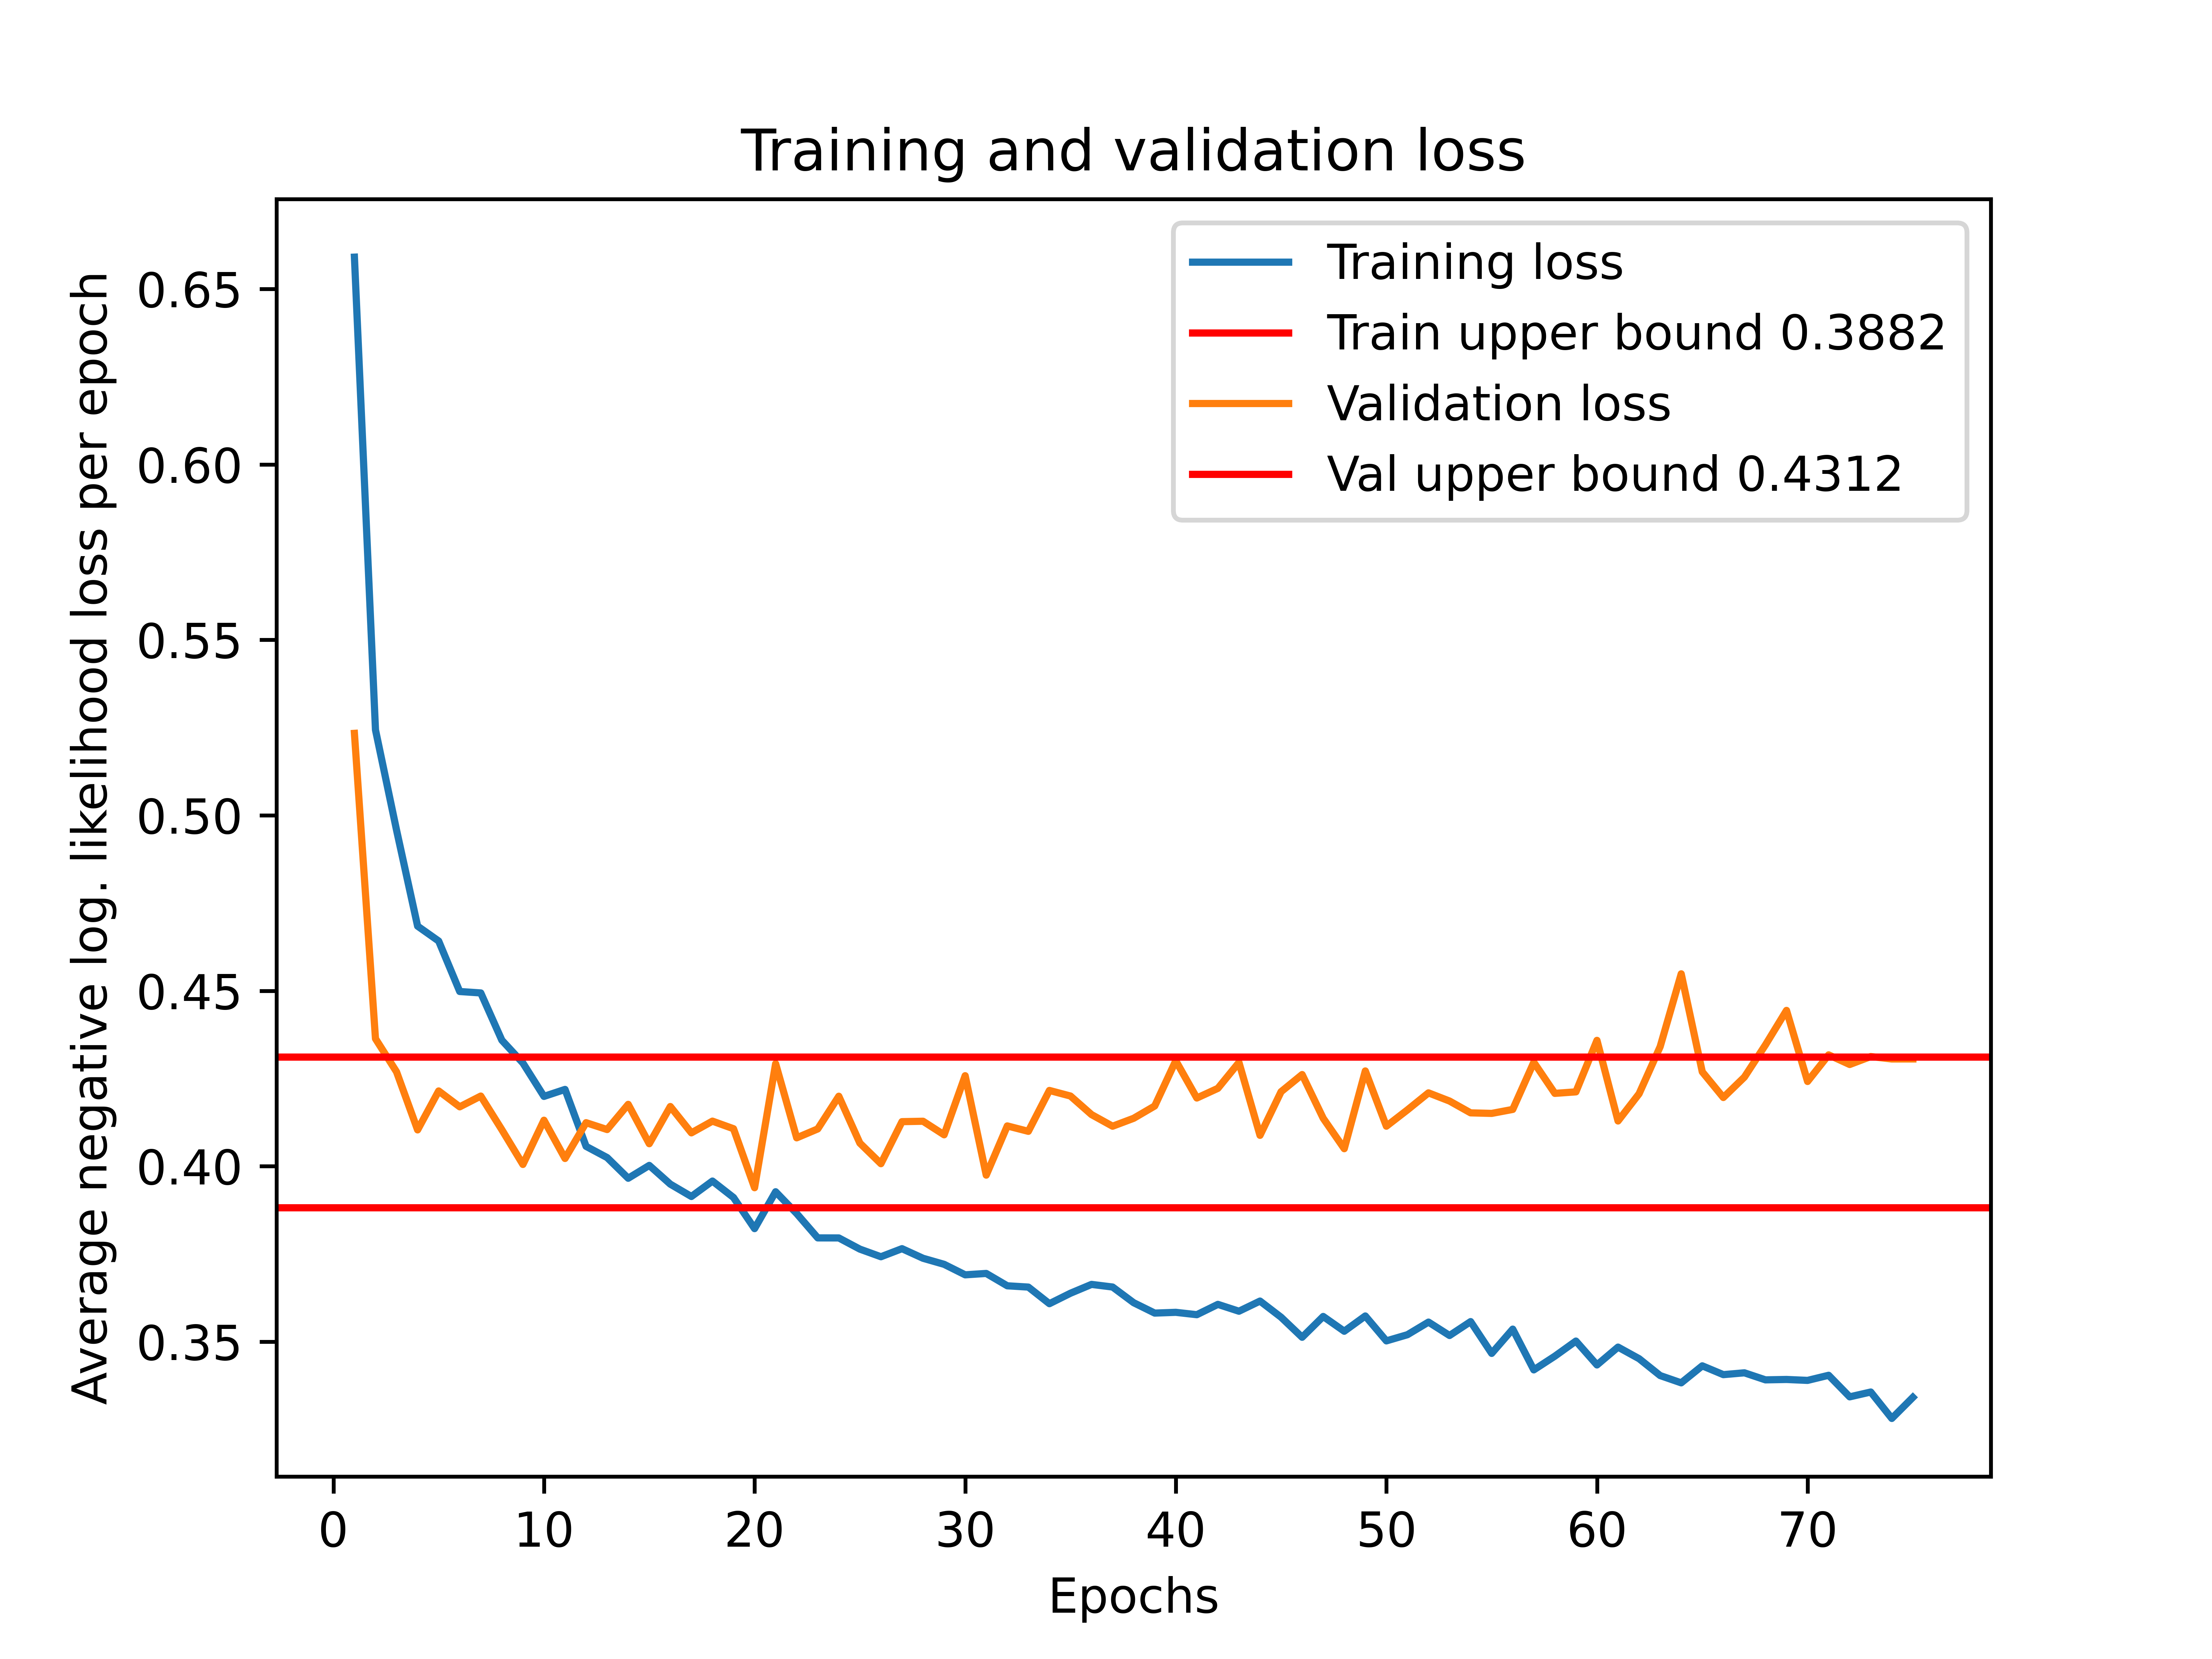 Training and validation loss
Training loss
Train upper bound 0.3882
Validation loss
Val upper bound 0.4312
Average negative log. likelihood loss per epoch
0.65
0.60
0.55
0.50
0.45
0.40
0.35
0 10 20 30 40 50 60 70
Epochs